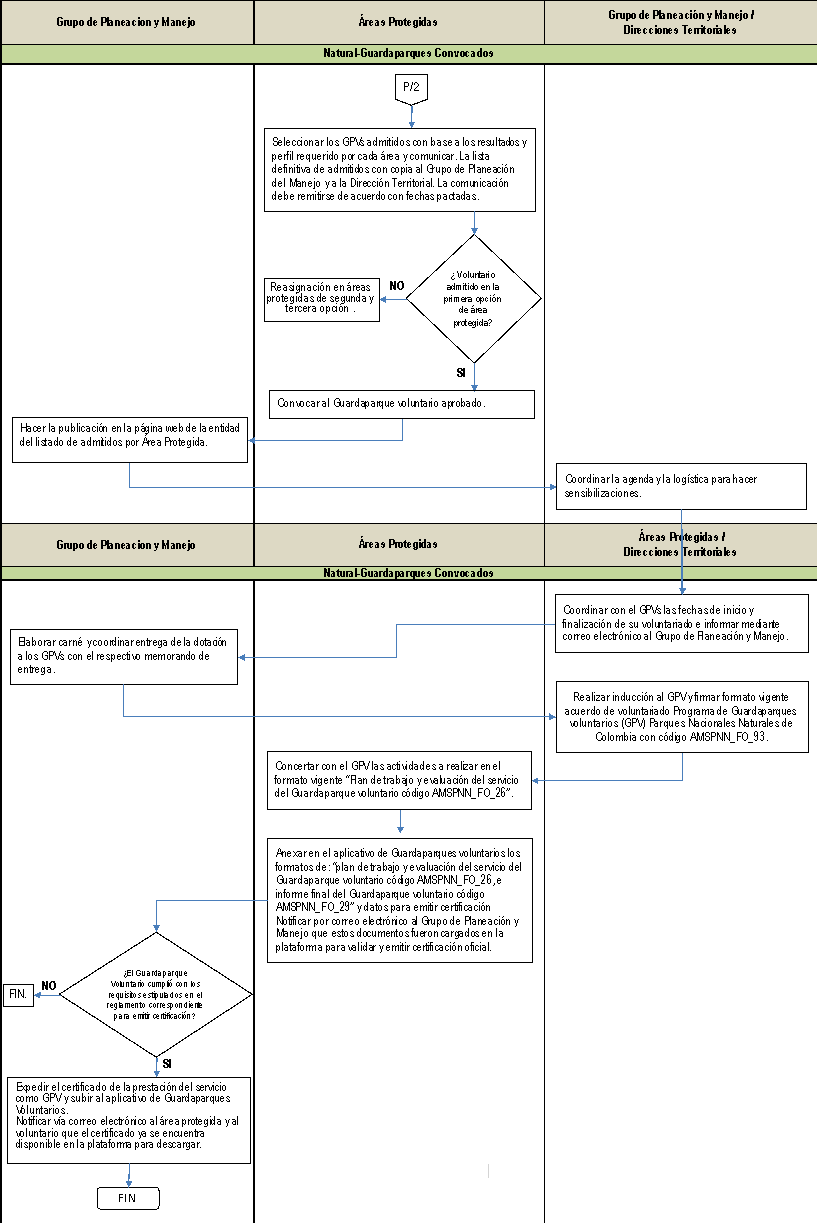 Grupo de Planeacion y Manejo
Áreas Protegidas
Grupo de Planeación y Manejo /
Direcciones Territoriales
Natural-Guardaparques Convocados
P/2
Seleccionar los GPVs admitidos con base a los resultados y
perfil requerido por cada área y comunicar. La lista
definitiva de admitidos con copia al Grupo de Planeación
del Manejo y a la Dirección Territorial. La comunicación
debe remitirse de acuerdo con fechas pactadas.
¿Voluntario
admitido en la
primera opción
de área
protegida?
NO
Reasignación en áreas
protegidas de segunda y
tercera opción .
SI
Convocar al Guardaparque voluntario aprobado.
Hacer la publicación en la página web de la entidad
del listado de admitidos por Área Protegida.
Coordinar la agenda y la logística para hacer
sensibilizaciones.
Grupo de Planeacion y Manejo
Áreas Protegidas
Áreas Protegidas /
Direcciones Territoriales
Natural-Guardaparques Convocados
Coordinar con el GPVs las fechas de inicio y
finalización de su voluntariado e informar mediante
correo electrónico al Grupo de Planeación y Manejo.
Elaborar carné y coordinar entrega de la dotación
a los GPVs con el respectivo memorando de
entrega.
Realizar inducción al GPV y firmar formato vigente
acuerdo de voluntariado Programa de Guardaparques
voluntarios (GPV) Parques Nacionales Naturales de
Colombia con código AMSPNN_FO_93.
Concertar con el GPV las actividades a realizar en el
formato vigente "Plan de trabajo y evaluación del servicio
del Guardaparque voluntario código AMSPNN_FO_26".
Anexar en el aplicativo de Guardaparques voluntarios los
formatos de: "plan de trabajo y evaluación del servicio del
Guardaparque voluntario código AMSPNN_FO_26, e
informe final del Guardaparque voluntario código
AMSPNN_FO_29" y datos para emitir certificación
Notificar por correo electrónico al Grupo de Planeación y
Manejo que estos documentos fueron cargados en la
plataforma para validar y emitir certificación oficial.
¿El Guardaparque
Voluntario cumplió con los
requisitos estipulados en el
reglamento correspondiente
para emitir certificación?
NO
FIN.
SI
Expedir el certificado de la prestación del servicio
como GPV y subir al aplicativo de Guardaparques
Voluntarios.
Notificar vía correo electrónico al área protegida y al
voluntario que el certificado ya se encuentra
disponible en la plataforma para descargar.
FIN